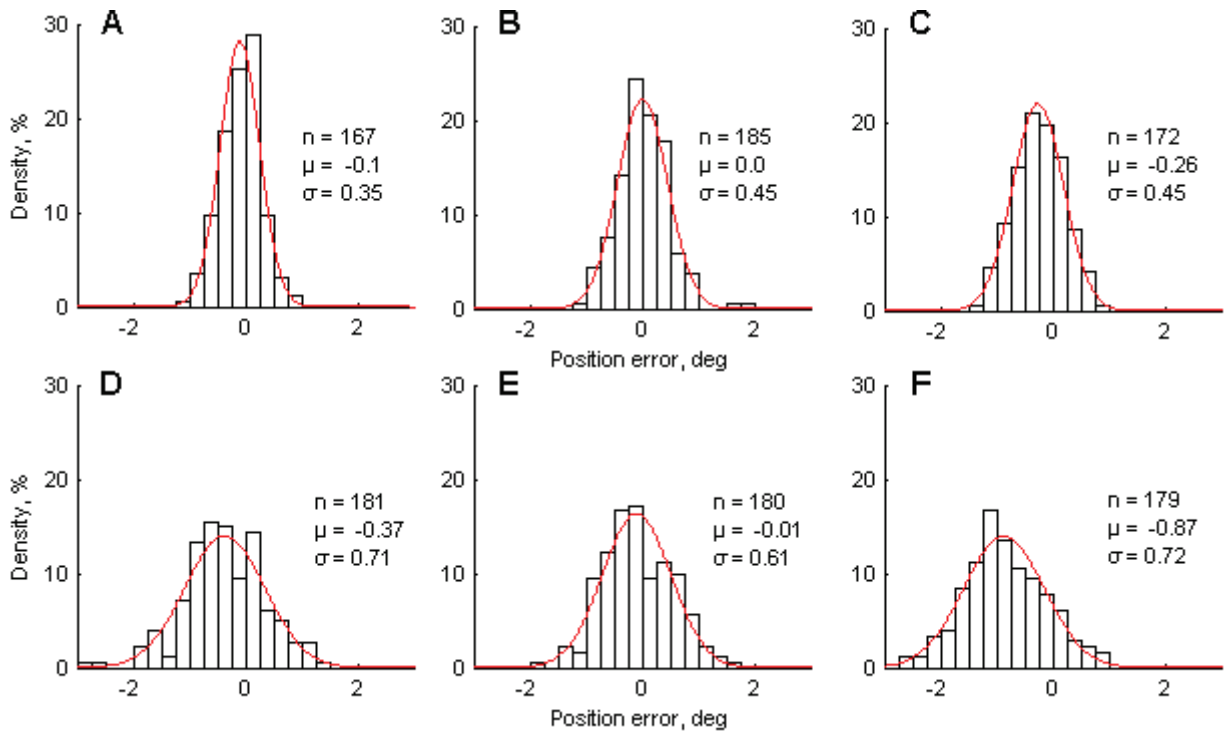 A
30
20
10
0
Density, %
n = 167
μ = -0.1
σ = 0.35
-2
0
2
B
30
20
10
0
n = 185
μ = 0.0
σ = 0.45
-2
0
2
Position error, deg
C
30
20
10
0
n = 172
μ = -0.26
σ = 0.45
-2
0
2
D
30
20
10
0
Density, %
n = 181
μ = -0.37
σ = 0.71
-2
0
2
E
30
20
10
0
n = 180
μ = -0.01
σ = 0.61
-2
0
2
Position error, deg
F
30
20
10
0
n = 179
μ = -0.87
σ = 0.72
-2
0
2